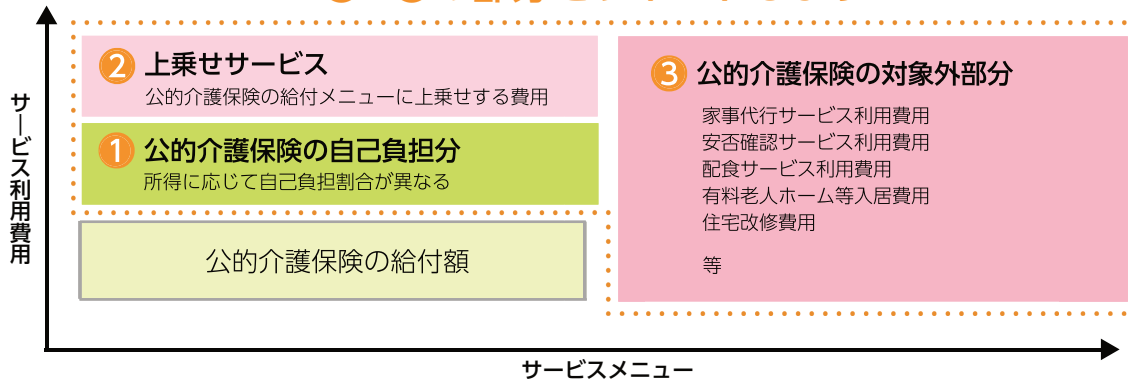 サービス利用費用
2 上乗せサービス
公的介護保険の給付メニューに上乗せする費用
1 公的介護保険の自己負担分
所得に応じて自己負担割合が異なる
公的介護保険の給付額
3 公的介護保険の対象外部分
家事代行サービス利用費用
安否確認サービス利用費用
配食サービス利用費用
有料老人ホーム等入居費用
住宅改修費用
等
サービスメニュー